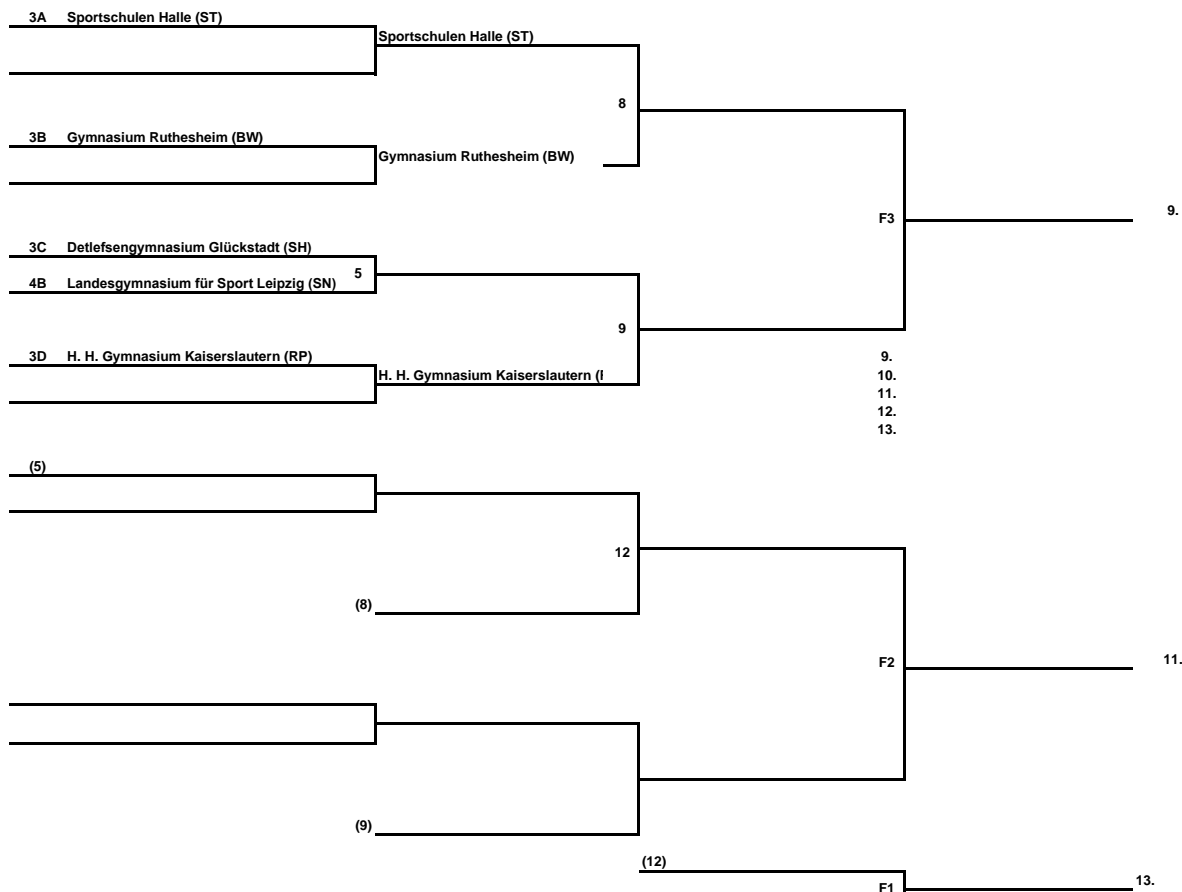 3A Sportschulen Halle (ST)
Sportschulen Halle (ST)
8
3B Gymnasium Ruthesheim (BW)
Gymnasium Ruthesheim (BW)
9.
F3
3C Detlefsengymnasium Glückstadt (SH)
5
4B Landesgymnasium für Sport Leipzig (SN)
9
3D H. H. Gymnasium Kaiserslautern (RP)
9.
H. H. Gymnasium Kaiserslautern (
10.
11.
12.
13.
(5)
12
(8)
F2
11.
(9)
(12)
13.
F1